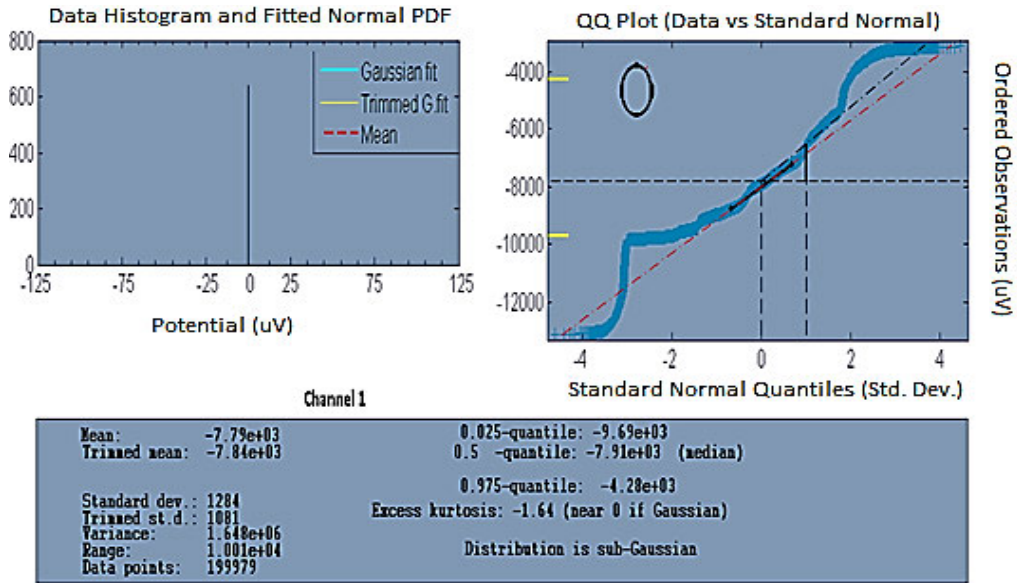 Data Histogram and Fitted Normal PDF
800
600
400
200
0
Gaussian fit
Trimmed G.fit
Mean
-125 -75 -25 0 25 75 125
Potential (uV)
QQ Plot (Data vs Standard Normal)
-4000
-6000
-8000
-10000
-12000
-4 -2 0 2 4
Standard Normal Quantiles (Std. Dev.)
Ordered Observations (uV)
Channel 1
Mean: -7.79e+03
Trimmed mean: -7.84e+03
Standard dev.: 1284
Trimmed st.d.: 1081
Variance: 1.648e+06
Range: 1.001e+04
Data points: 199979
0.025-quantile: -9.69e+03
0.5 -quantile: -7.91e+03 (median)
0.975-quantile: -4.28e+03
Excess kurtosis: -1.64 (near 0 if Gaussian)
Distribution is sub-Gaussian